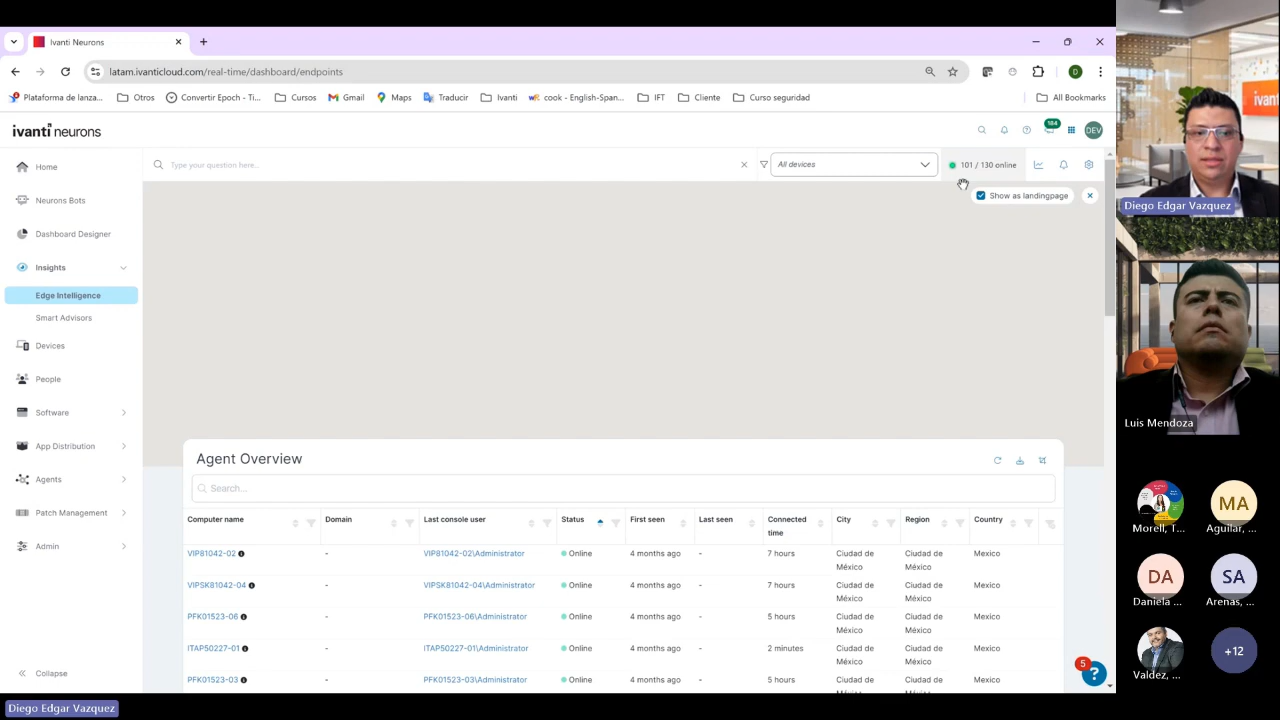 Ivanti Neurons
latam.ivanticloud.com/real-time/dashboard/endpoints
D
Plataforma de lanza...
Otros
Convertir Epoch - Ti...
Cursos
Gmail
Maps
Traducir
Ivanti
cook - English-Span...
IFT
Cliente
Curso seguridad
All Bookmarks
ivanti neurons
184
DEV
Home
Neurons Bots
Dashboard Designer
Insights
Edge Intelligence
Smart Advisors
Devices
People
Software
App Distribution
Agents
Patch Management
Admin
Collapse
Type your question here...
All devices
101 / 130 online
Show as landingpage
Agent Overview
Search...
Computer name Domain Last console user Status First seen Last seen Connected time City Region Country
VIP81042-02 - VIP81042-02\Administrator Online 4 months ago - 7 hours Ciudad de México Ciudad de México Mexico
VIPSK81042-04 - VIPSK81042-04\Administrator Online 4 months ago - 7 hours Ciudad de México Ciudad de México Mexico
PFK01523-06 - PFK01523-06\Administrator Online 4 months ago - 5 hours Ciudad de México Ciudad de México Mexico
ITAP50227-01 - ITAP50227-01\Administrator Online 4 months ago - 2 minutes Ciudad de México Ciudad de México Mexico
PFK01523-03 - PFK01523-03\Administrator Online 4 months ago - 5 hours Ciudad de Ciudad de Mexico
5
?
ivant
Diego Edgar Vazquez
Luis Mendoza
Morell, T...
MA
Aguilar, ...
DA
Daniela ...
SA
Arenas, ...
Valdez, ...
+12
Diego Edgar Vazquez